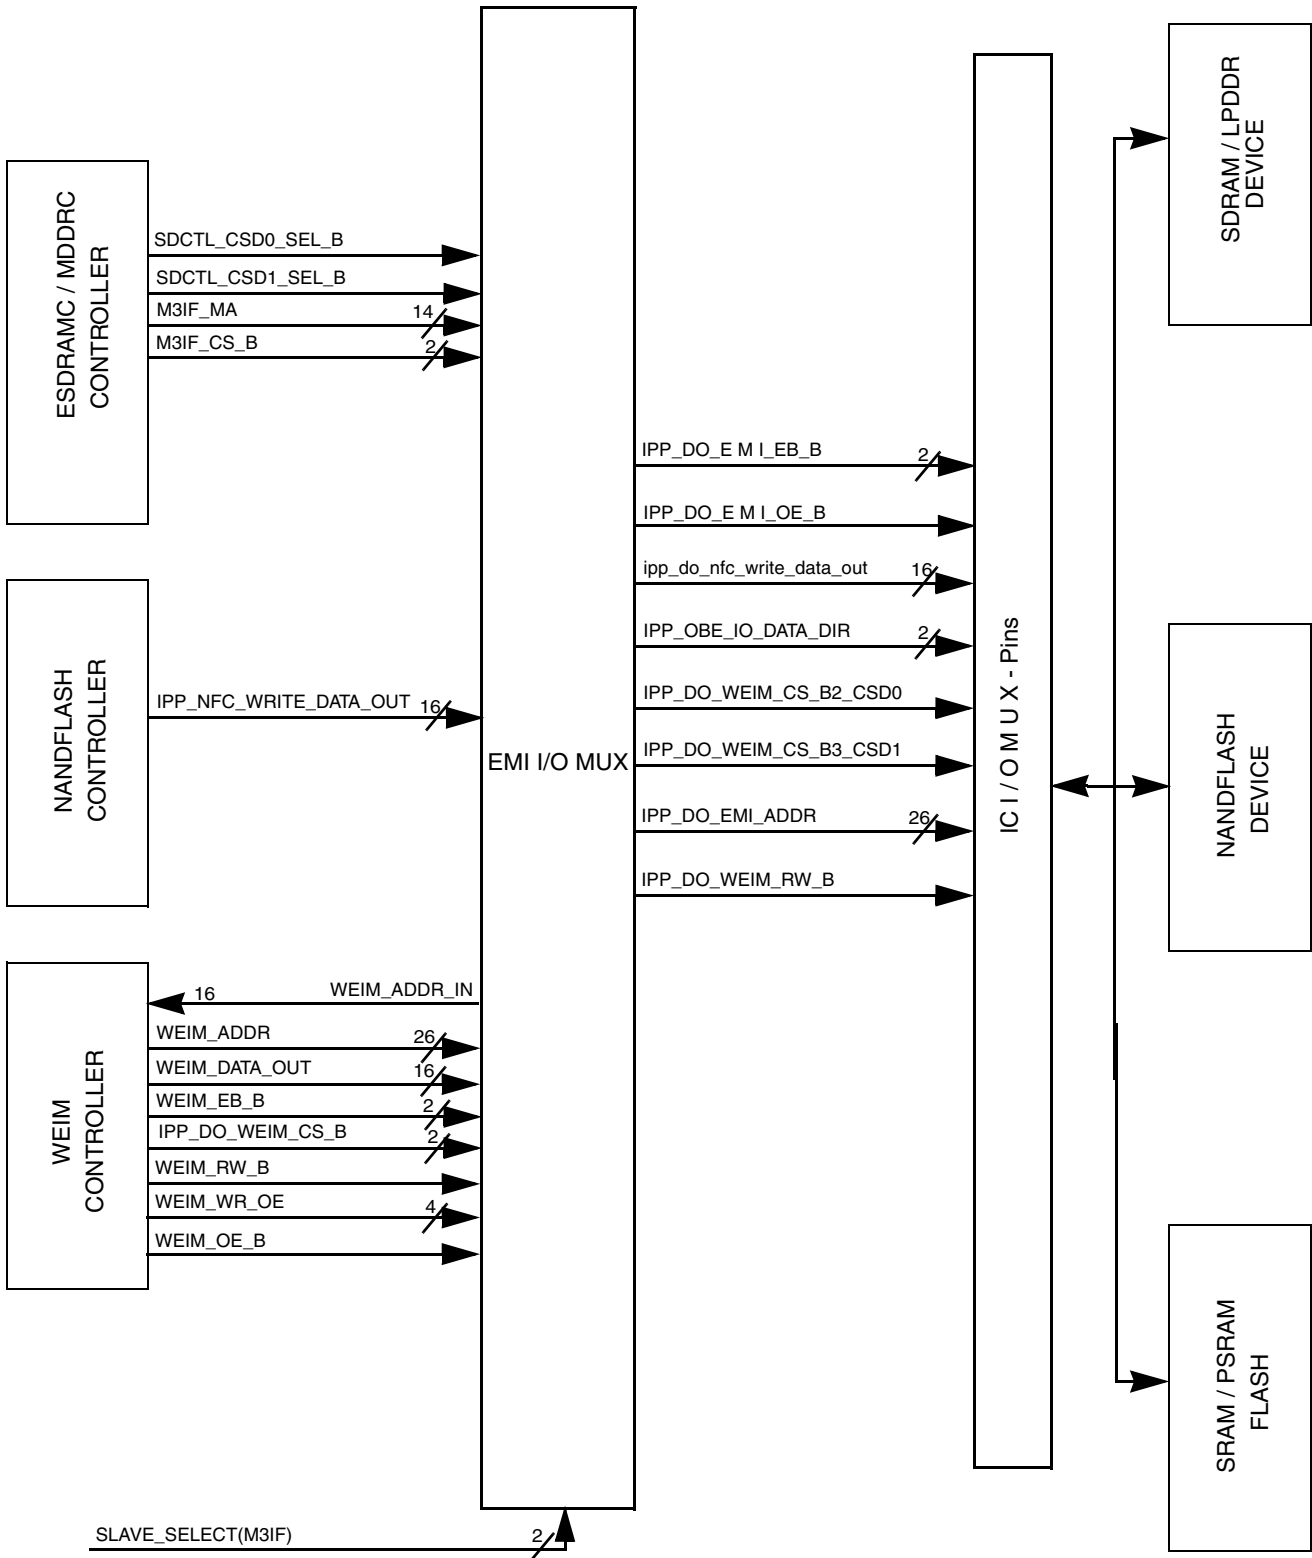 ESDRAMC / MDDRC
CONTROLLER
SDCTL_CSD0_SEL_B
SDCTL_CSD1_SEL_B
M3IF_MA
14
M3IF_CS_B
2
NANDFLASH
CONTROLLER
IPP_NFC_WRITE_DATA_OUT
16
WEIM
CONTROLLER
16
WEIM_ADDR_IN
WEIM_ADDR
26
WEIM_DATA_OUT
16
WEIM_EB_B
2
IPP_DO_WEIM_CS_B
2
WEIM_RW_B
WEIM_WR_OE
4
WEIM_OE_B
SLAVE_SELECT(M3IF)
2
EMI I/O MUX
IPP_DO_E M I_EB_B
2
IPP_DO_E M I_OE_B
ipp_do_nfc_write_data_out
16
IPP_OBE_IO_DATA_DIR
2
IPP_DO_WEIM_CS_B2_CSD0
IPP_DO_WEIM_CS_B3_CSD1
IPP_DO_EMI_ADDR
26
IPP_DO_WEIM_RW_B
IC I / O M U X - Pins
SDRAM / LPDDR
DEVICE
NANDFLASH
DEVICE
SRAM / PSRAM
FLASH